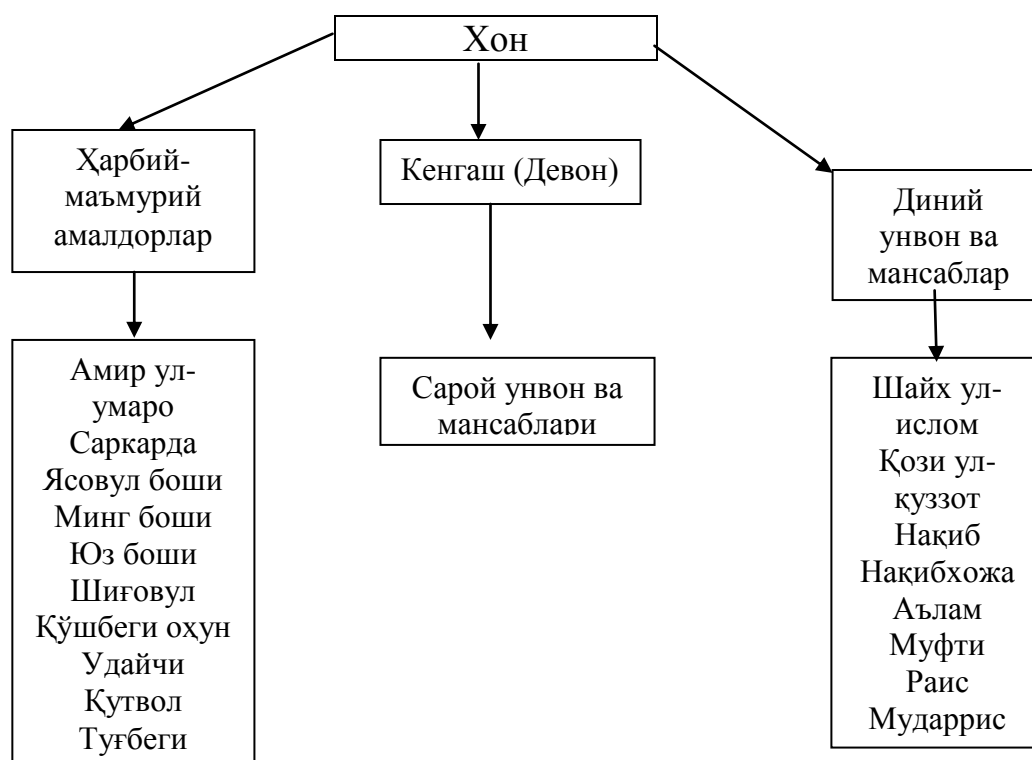 Хон
Ҳарбий-
маъмурий
амалдорлар
Кенгаш (Девон)
Диний
унвон ва
мансаблар
Амир ул-
умаро
Саркарда
Ясовул боши
Минг боши
Юз боши
Шиғовул
Қўшбеги оҳун
Удайчи
Қутвол
Туғбеги
Сарой унвон ва
мансаблари
Шайх ул-
ислом
Қози ул-
қуззот
Нақиб
Нақибхожа
Аълам
Муфти
Раис
Мударрис